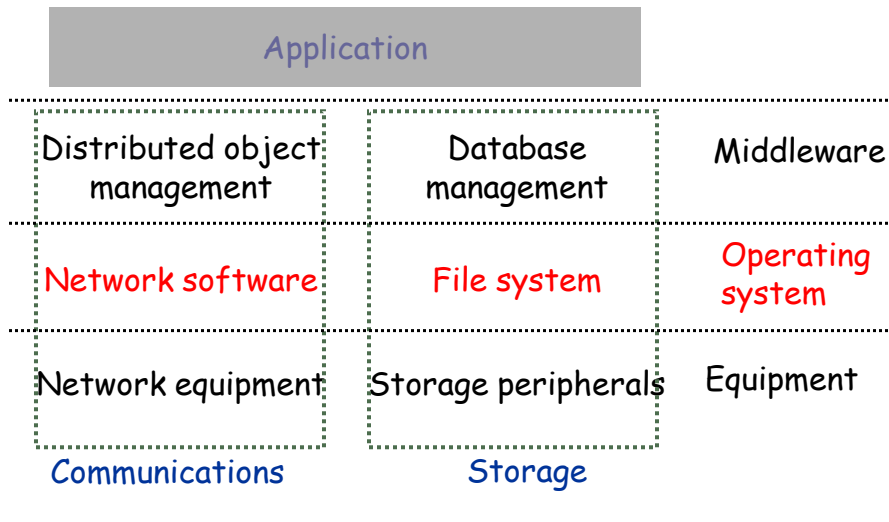 Application
Distributed object
management
Database
management
Middleware
Network software
File system
Operating
system
Network equipment
Storage peripherals
Equipment
Communications
Storage